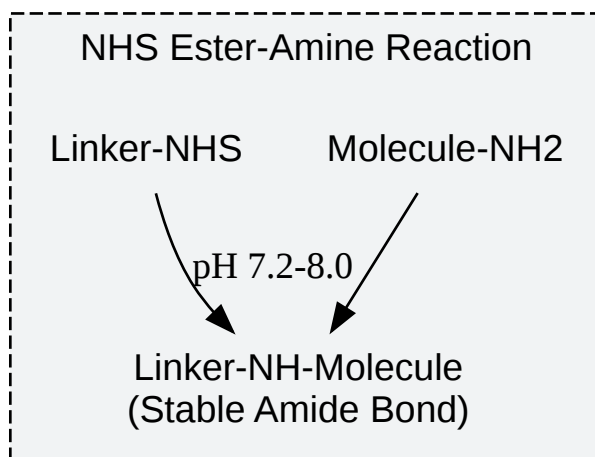 NHS Ester-Amine Reaction
Linker-NHS
Molecule-NH2
pH 7.2-8.0
Linker-NH-Molecule
(Stable Amide Bond)